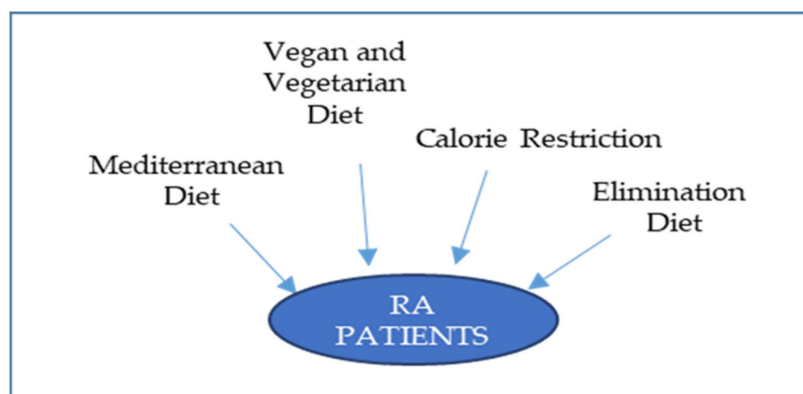 Vegan and
Vegetarian
Diet
Calorie Restriction
Mediterranean
Diet
Elimination
Diet
RA
PATIENTS